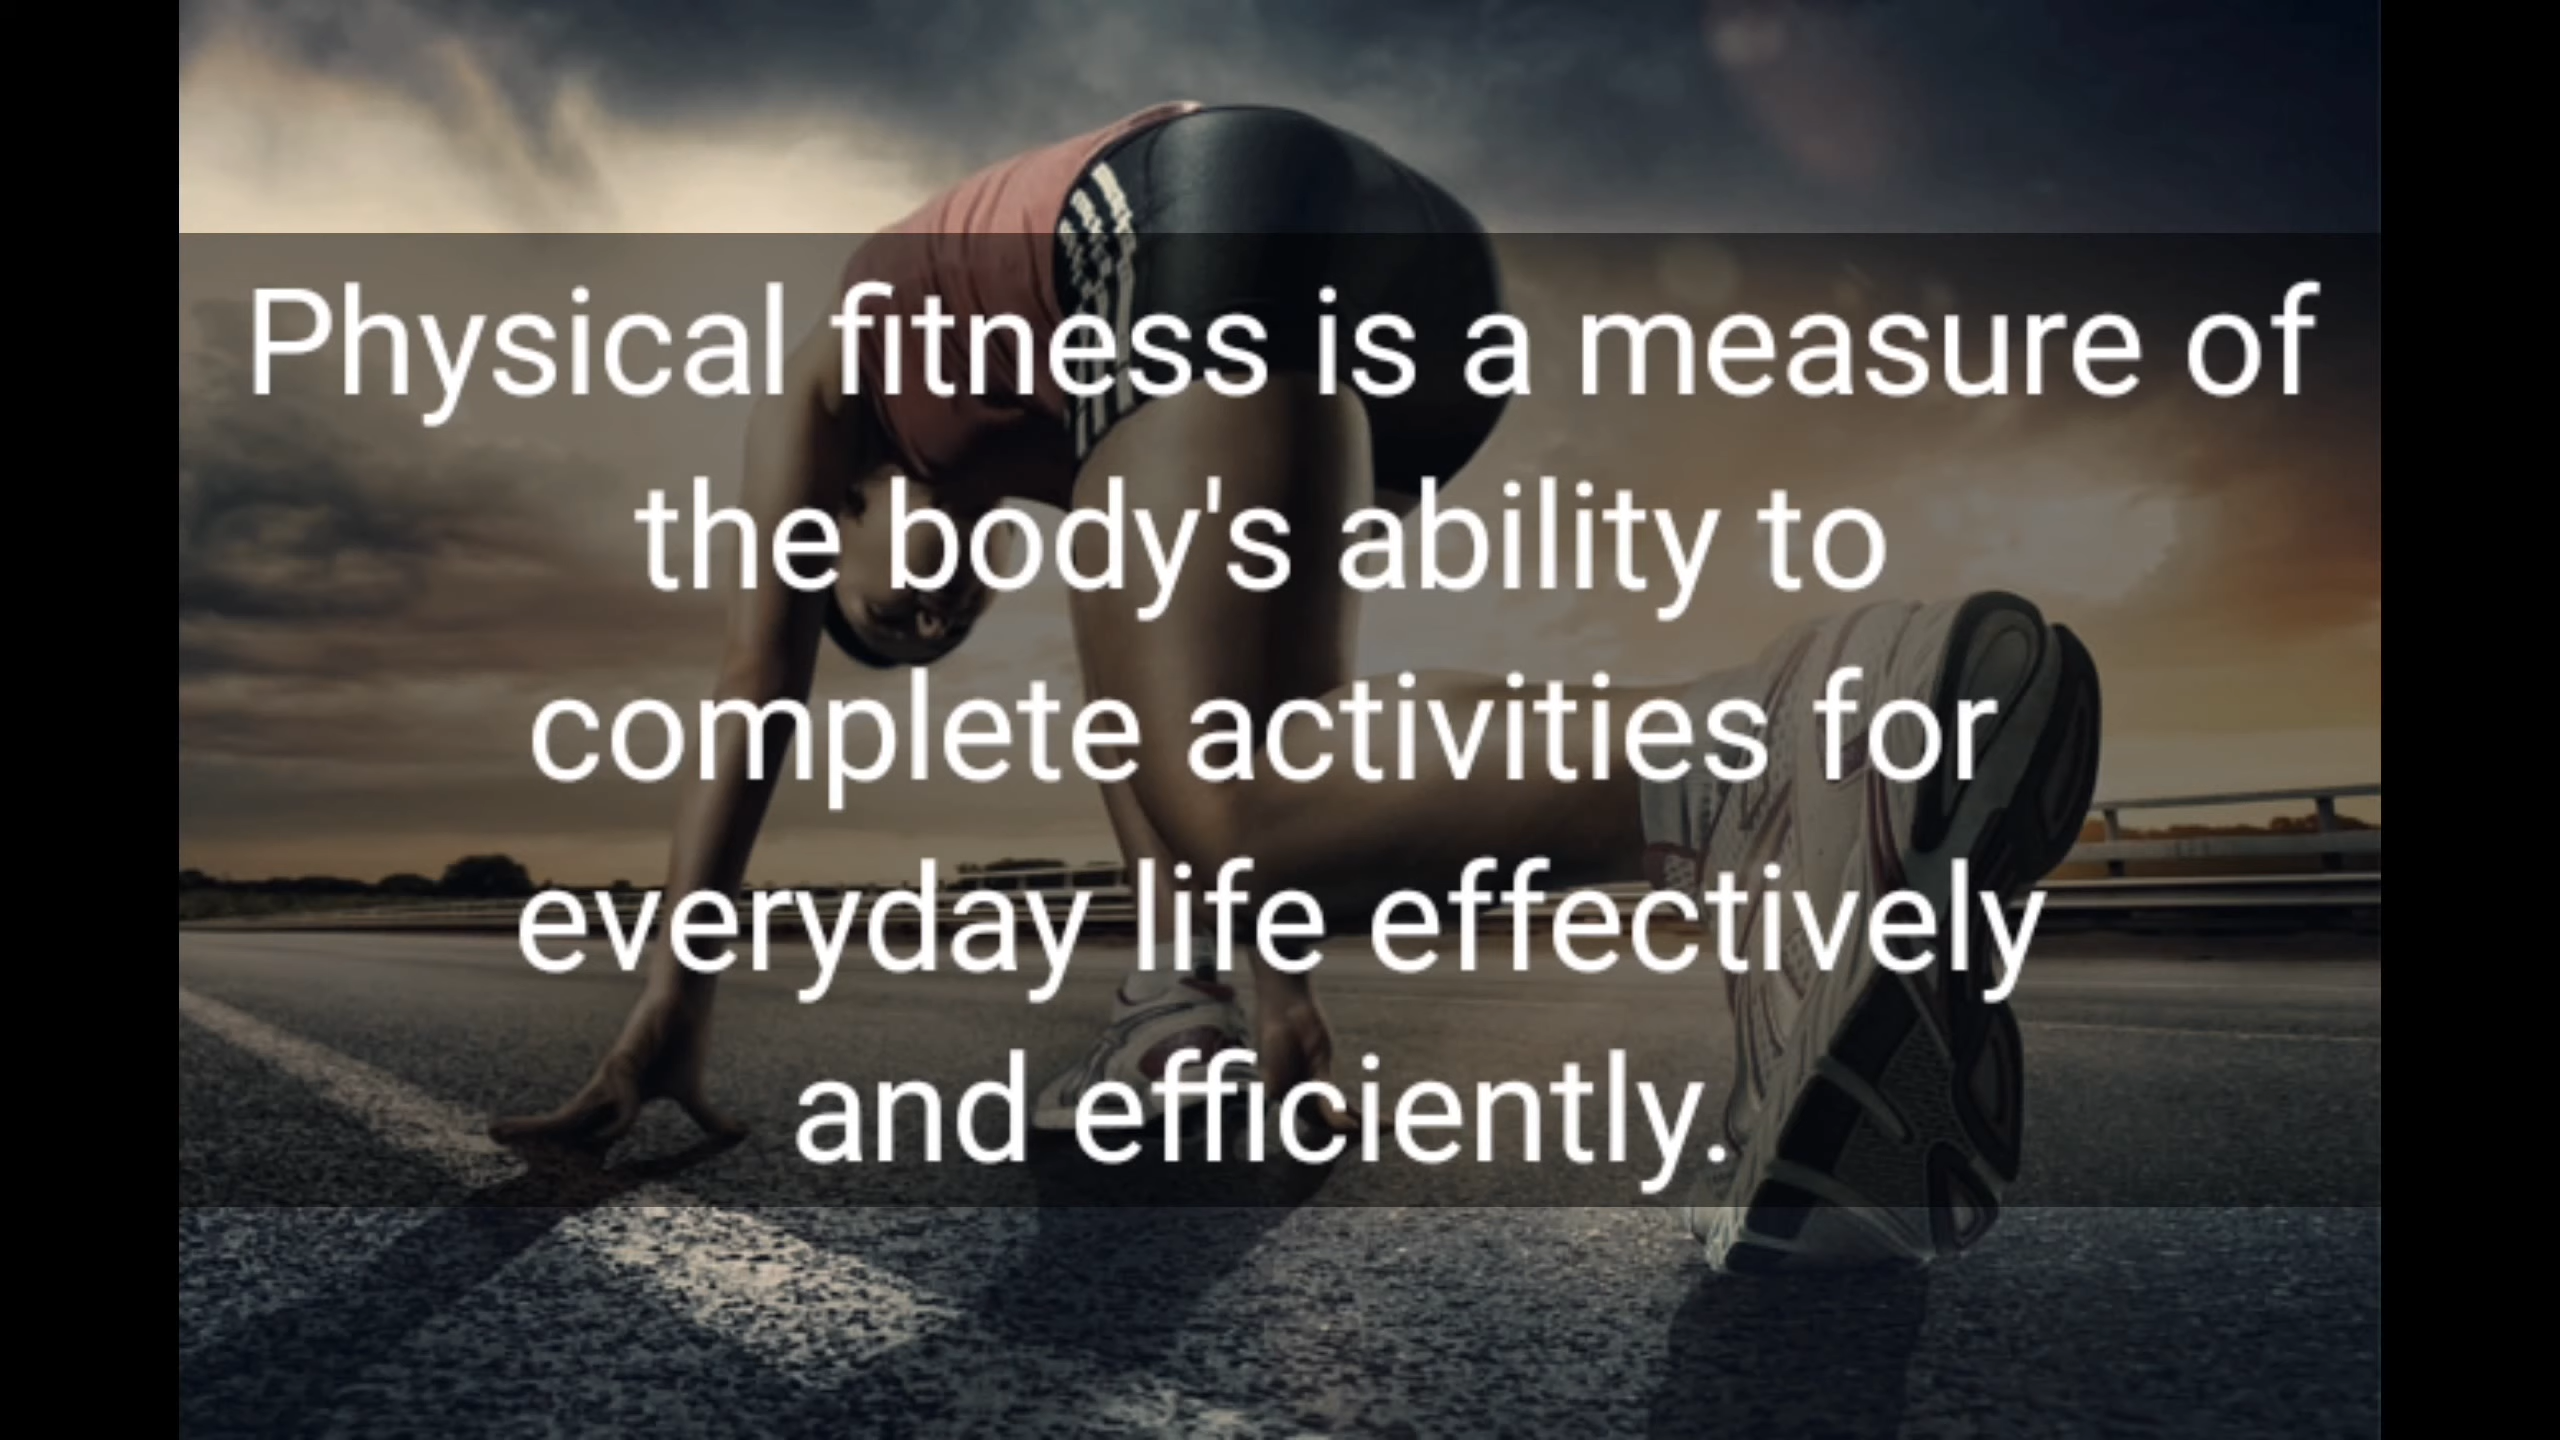 Physical fitness is a measure of
the body's ability to
complete activities for
everyday life effectively
and efficiently.